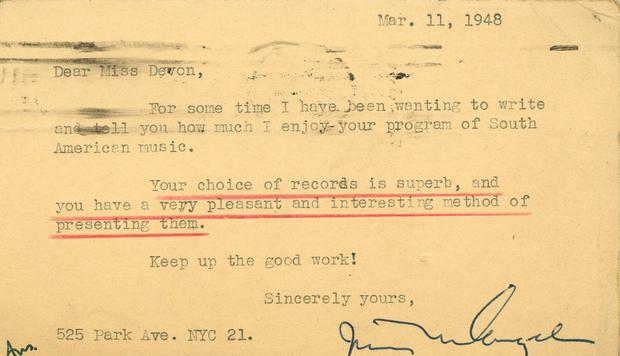 Mar. 11, 1948
Dear Miss Devon,
For some time I have been wanting to write
and tell you how much I enjoy your program of South
American music.
Your choice of records is superb, and
you have a very pleasant and interesting method of
presenting them.
Keep up the good work!
Sincerely yours,
525 Park Ave. NYC 21.
Ans.